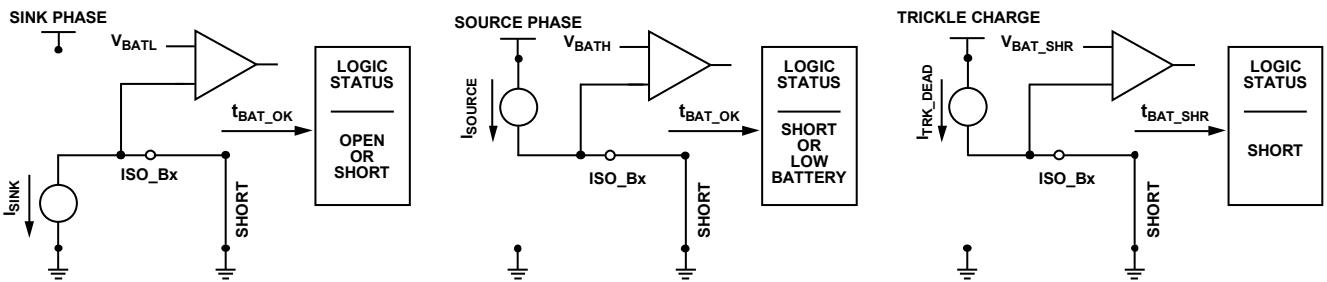 SINK PHASE
V_BATL
LOGIC
STATUS
t_BAT_OK
OPEN
OR
SHORT
ISO_Bx
I_SINK
SHORT
SOURCE PHASE
V_BATH
LOGIC
STATUS
I_SOURCE
t_BAT_OK
SHORT
OR
LOW
BATTERY
ISO_Bx
SHORT
TRICKLE CHARGE
V_BAT_SHR
LOGIC
STATUS
I_TRK_DEAD
t_BAT_SHR
SHORT
ISO_Bx
SHORT